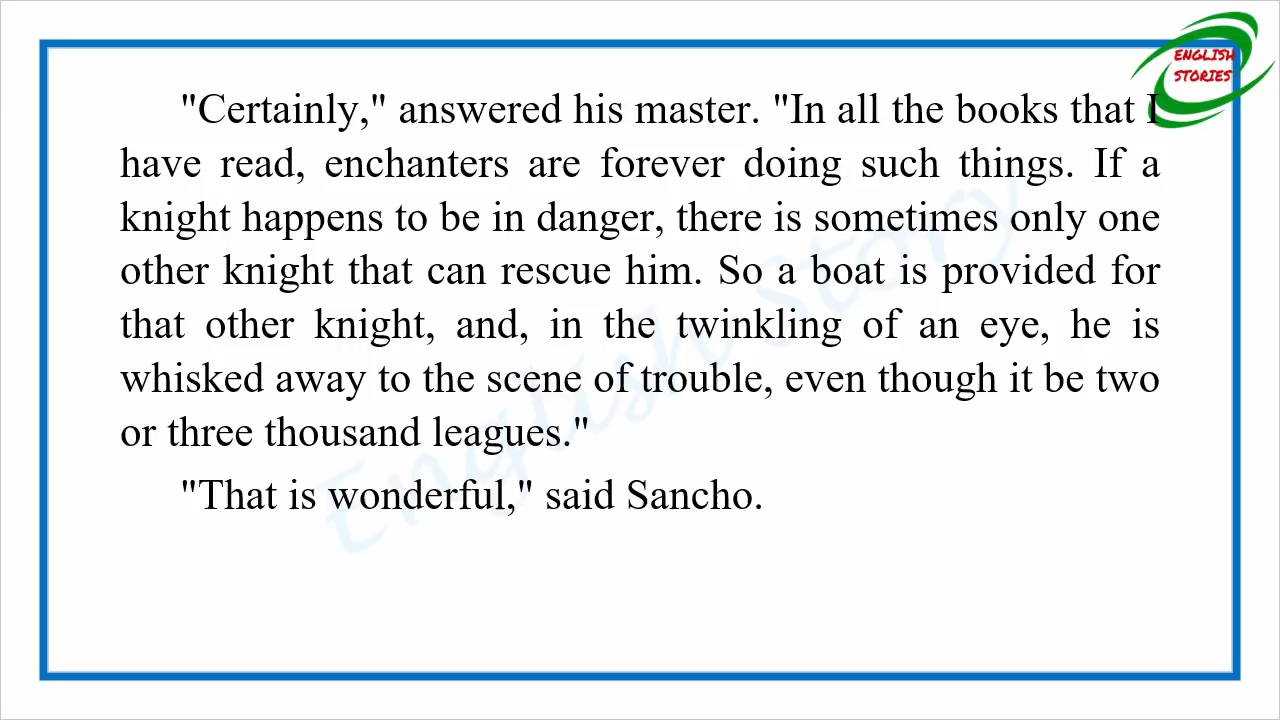 ENGLISH
STORIES
"Certainly," answered his master. "In all the books that I
have read, enchanters are forever doing such things. If a
knight happens to be in danger, there is sometimes only one
other knight that can rescue him. So a boat is provided for
that other knight, and, in the twinkling of an eye, he is
whisked away to the scene of trouble, even though it be two
or three thousand leagues."
"That is wonderful," said Sancho.
English Story